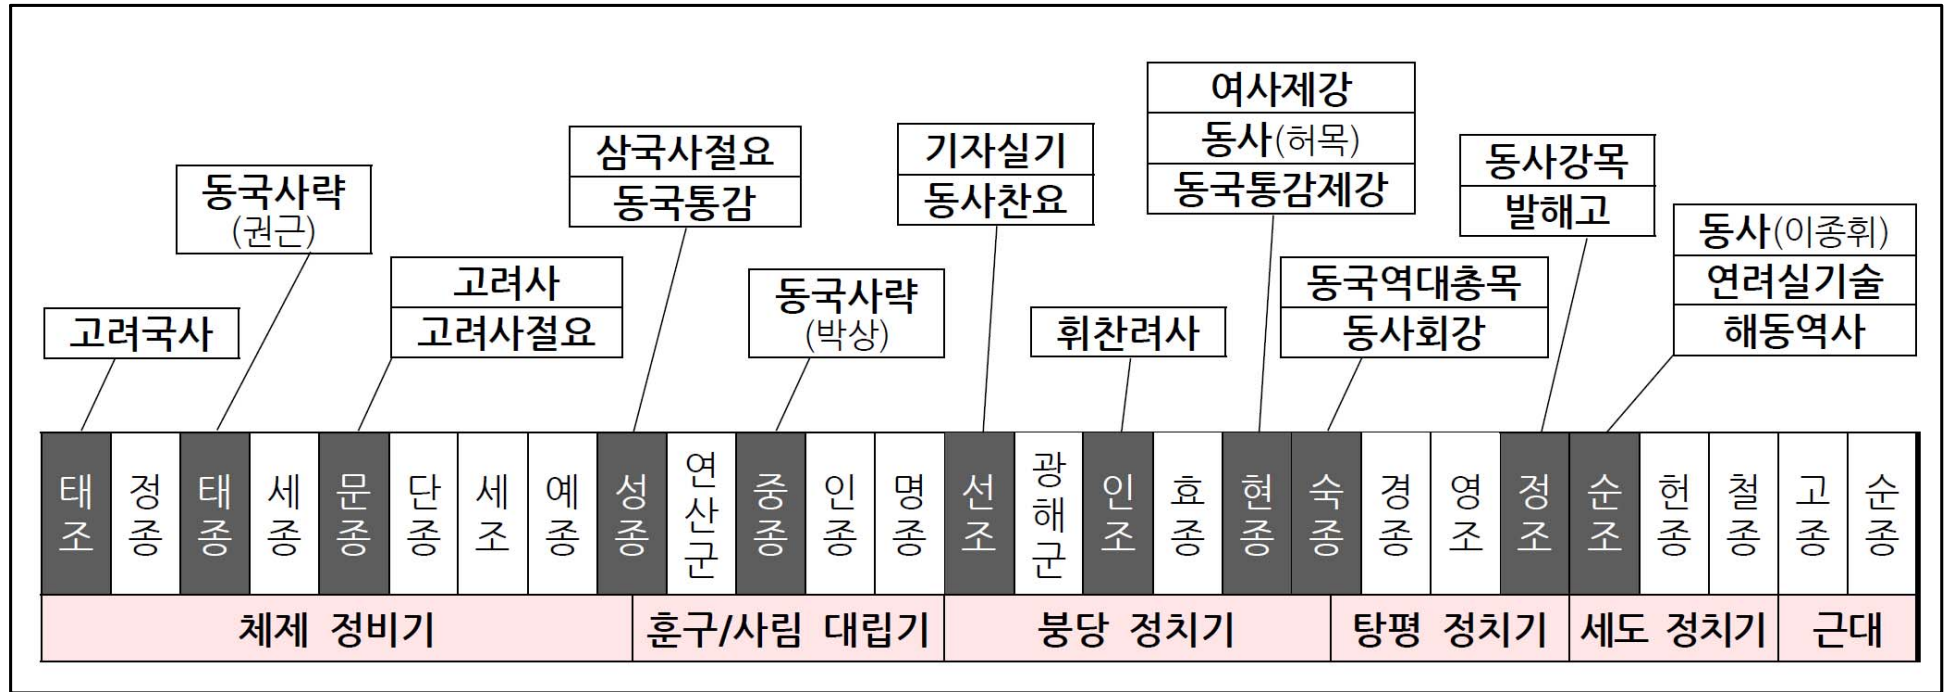 고려국사
동국사략
(권근)
고려사
고려사절요
삼국사절요
동국통감
동국사략
(박상)
기자실기
동사찬요
휘찬려사
여사제강
동사(허목)
동국통감제강
동국역대총목
동사회강
동사강목
발해고
동사(이종휘)
연려실기술
해동역사
태조 정종 태종 세종 문종 단종 세조 예종 성종 연산군 중종 인종 명종 선조 광해군 인조 효종 현종 숙종 경종 영조 정조 순조 헌종 철종 고종 순종
체제 정비기 훈구/사림 대립기 붕당 정치기 탕평 정치기 세도 정치기 근대